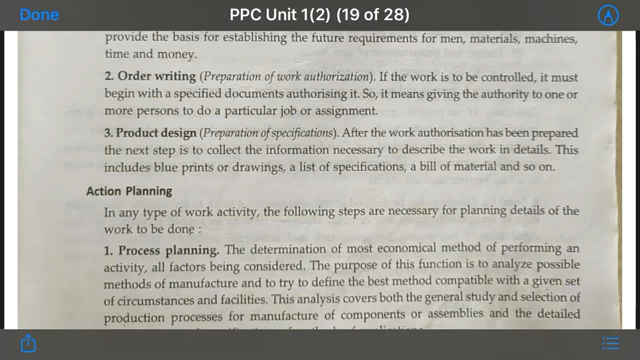 Done
PPC Unit 1(2) (19 of 28)
provide the basis for establishing the future requirements for men, materials, machines,
time and money.
2. Order writing (Preparation of work authorization). If the work is to be controlled, it must
begin with a specified documents authorising it. So, it means giving the authority to one or
more persons to do a particular job or assignment.
3. Product design (Preparation of specifications). After the work authorisation has been prepared
the next step is to collect the information necessary to describe the work in details. This
includes blue prints or drawings, a list of specifications, a bill of material and so on.
Action Planning
In any type of work activity, the following steps are necessary for planning details of the
work to be done :
1. Process planning. The determination of most economical method of performing an
activity, all factors being considered. The purpose of this function is to analyze possible
methods of manufacture and to try to define the best method compatible with a given set
of circumstances and facilities. This analysis covers both the general study and selection of
production processes for manufacture of components or assemblies and the detailed